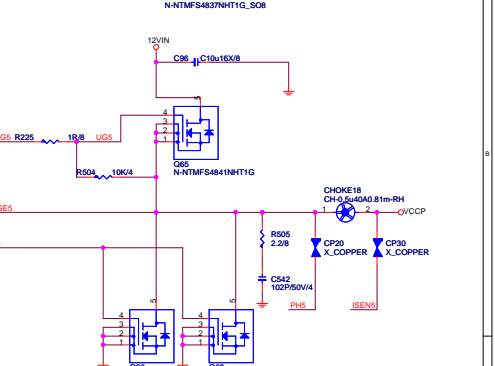 N-NTMFS4837NHT1G_SO8
12VIN
C96 C10u16X/8
5
4
3
2
1
G5 R225 1R/8 UG5
Q65
N-NTMFS4841NHT1G
R504 10K/4
B
CHOKE18
CH-0.5u40A0.81m-RH
SE5
1 2 VCCP
R505
2.2/8
CP20
X_COPPER
CP30
X_COPPER
C542
102P/50V/4
PH5 ISEN5
5 5
4 4
3 3
2 2
1 1